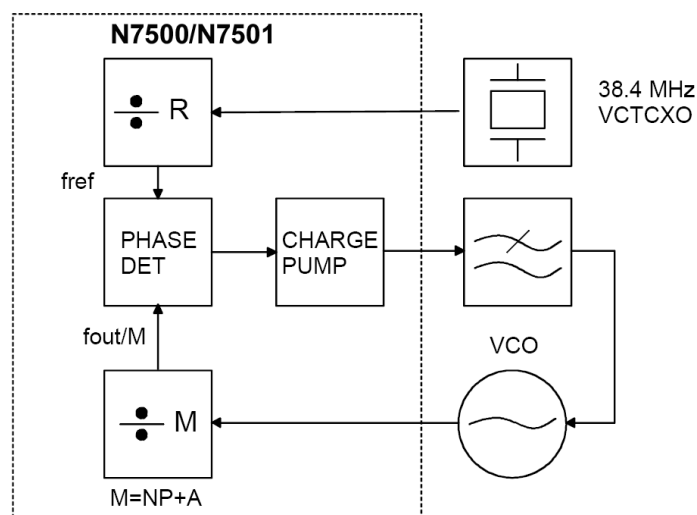 N7500/N7501
÷ R
38.4 MHz
VCTCXO
fref
PHASE
DET
CHARGE
PUMP
fout/M
VCO
÷ M
M=NP+A